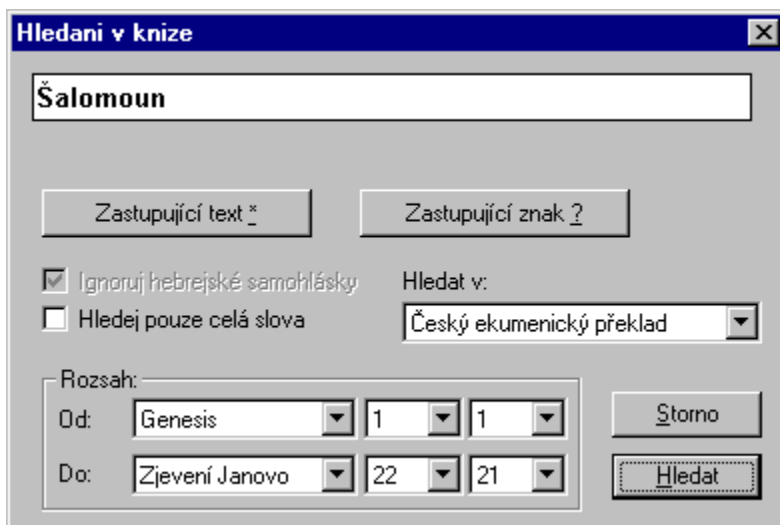 Hledani v knize
Šalomoun
Zastupující text * Zastupující znak ?
Ignoruj hebrejské samohlásky Hledat v:
Hledej pouze celá slova Český ekumenický překlad
Rozsah:
Od: Genesis 1 1 Storno
Do: Zjevení Janovo 22 21 Hledat